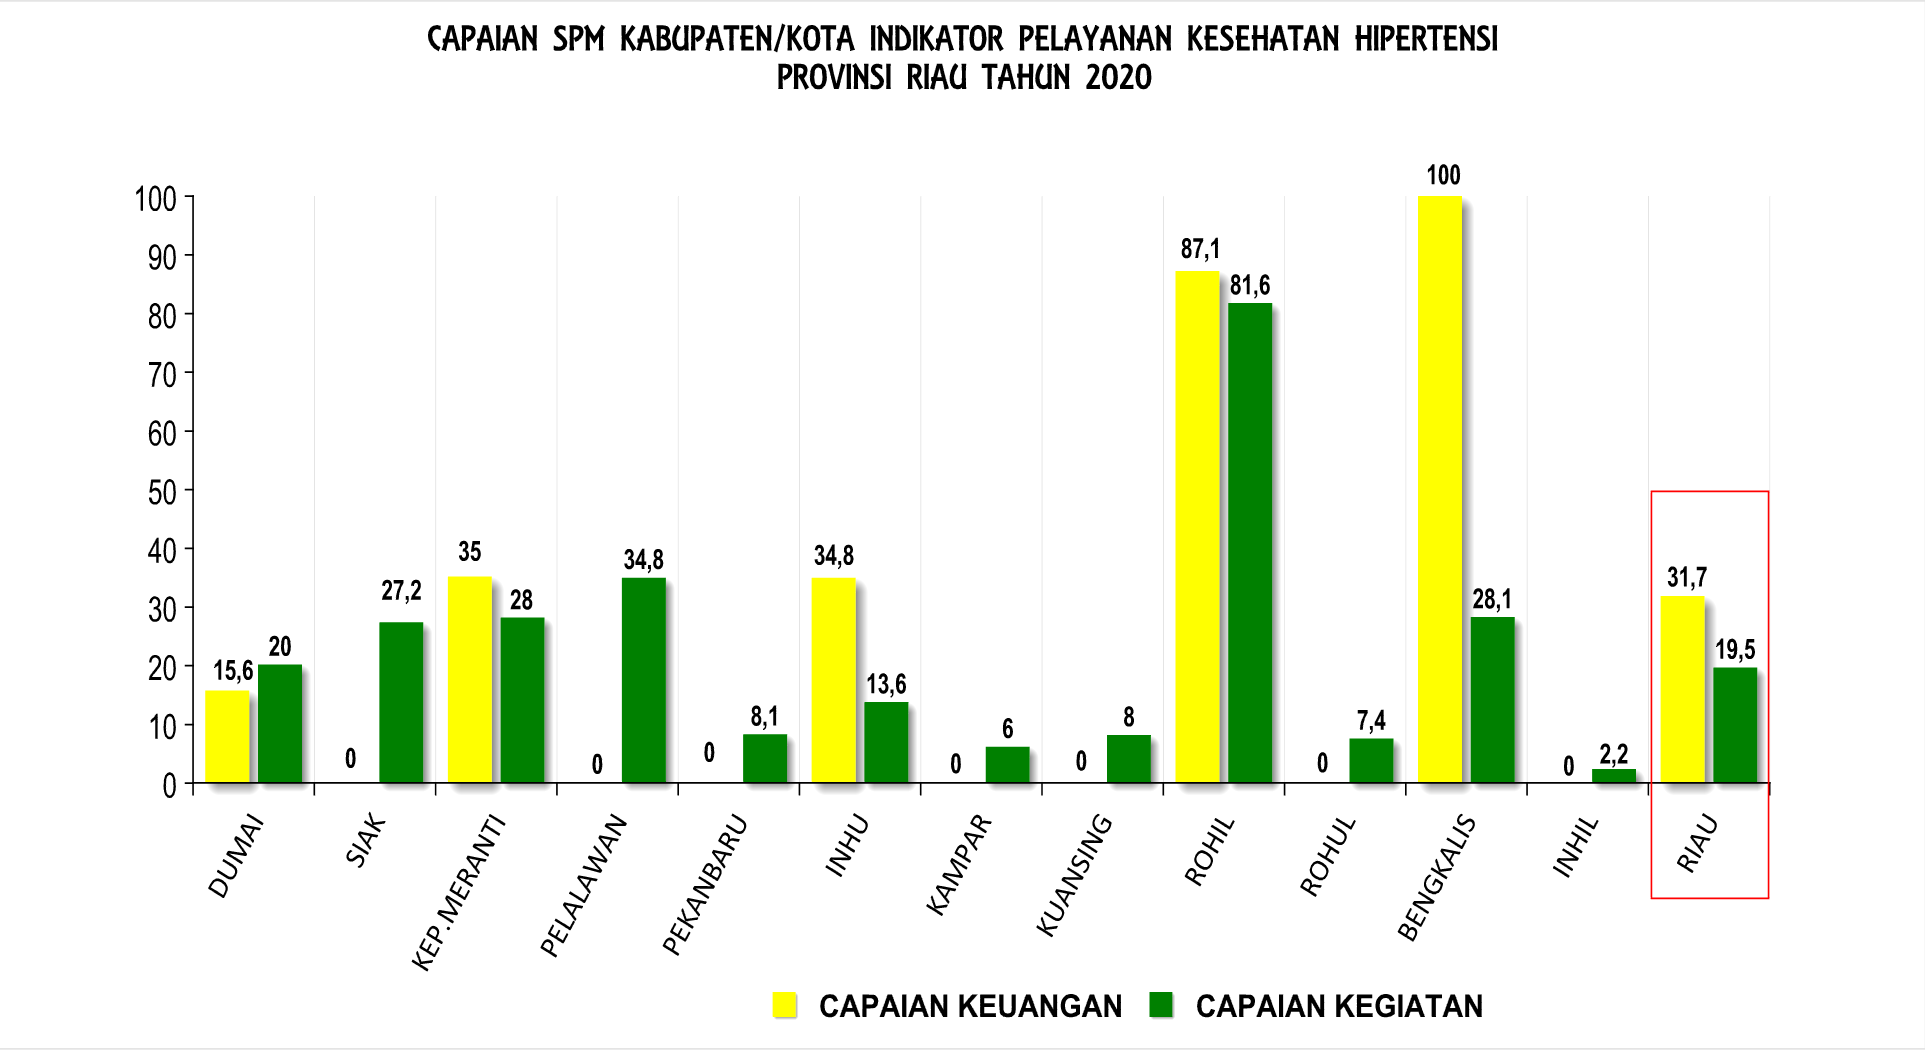 CAPAIAN SPM KABUPATEN/KOTA INDIKATOR PELAYANAN KESEHATAN HIPERTENSI
PROVINSI RIAU TAHUN 2020
100
90
80
70
60
50
40
30
20
10
0
15,6
20
0
27,2
35
28
0
34,8
0
8,1
34,8
13,6
0
6
0
8
87,1
81,6
0
7,4
100
28,1
0
2,2
31,7
19,5
DUMAI
SIAK
KEP.MERANTI
PELALAWAN
PEKANBARU
INHU
KAMPAR
KUANSING
ROHIL
ROHUL
BENGKALIS
INHIL
RIAU
CAPAIAN KEUANGAN
CAPAIAN KEGIATAN